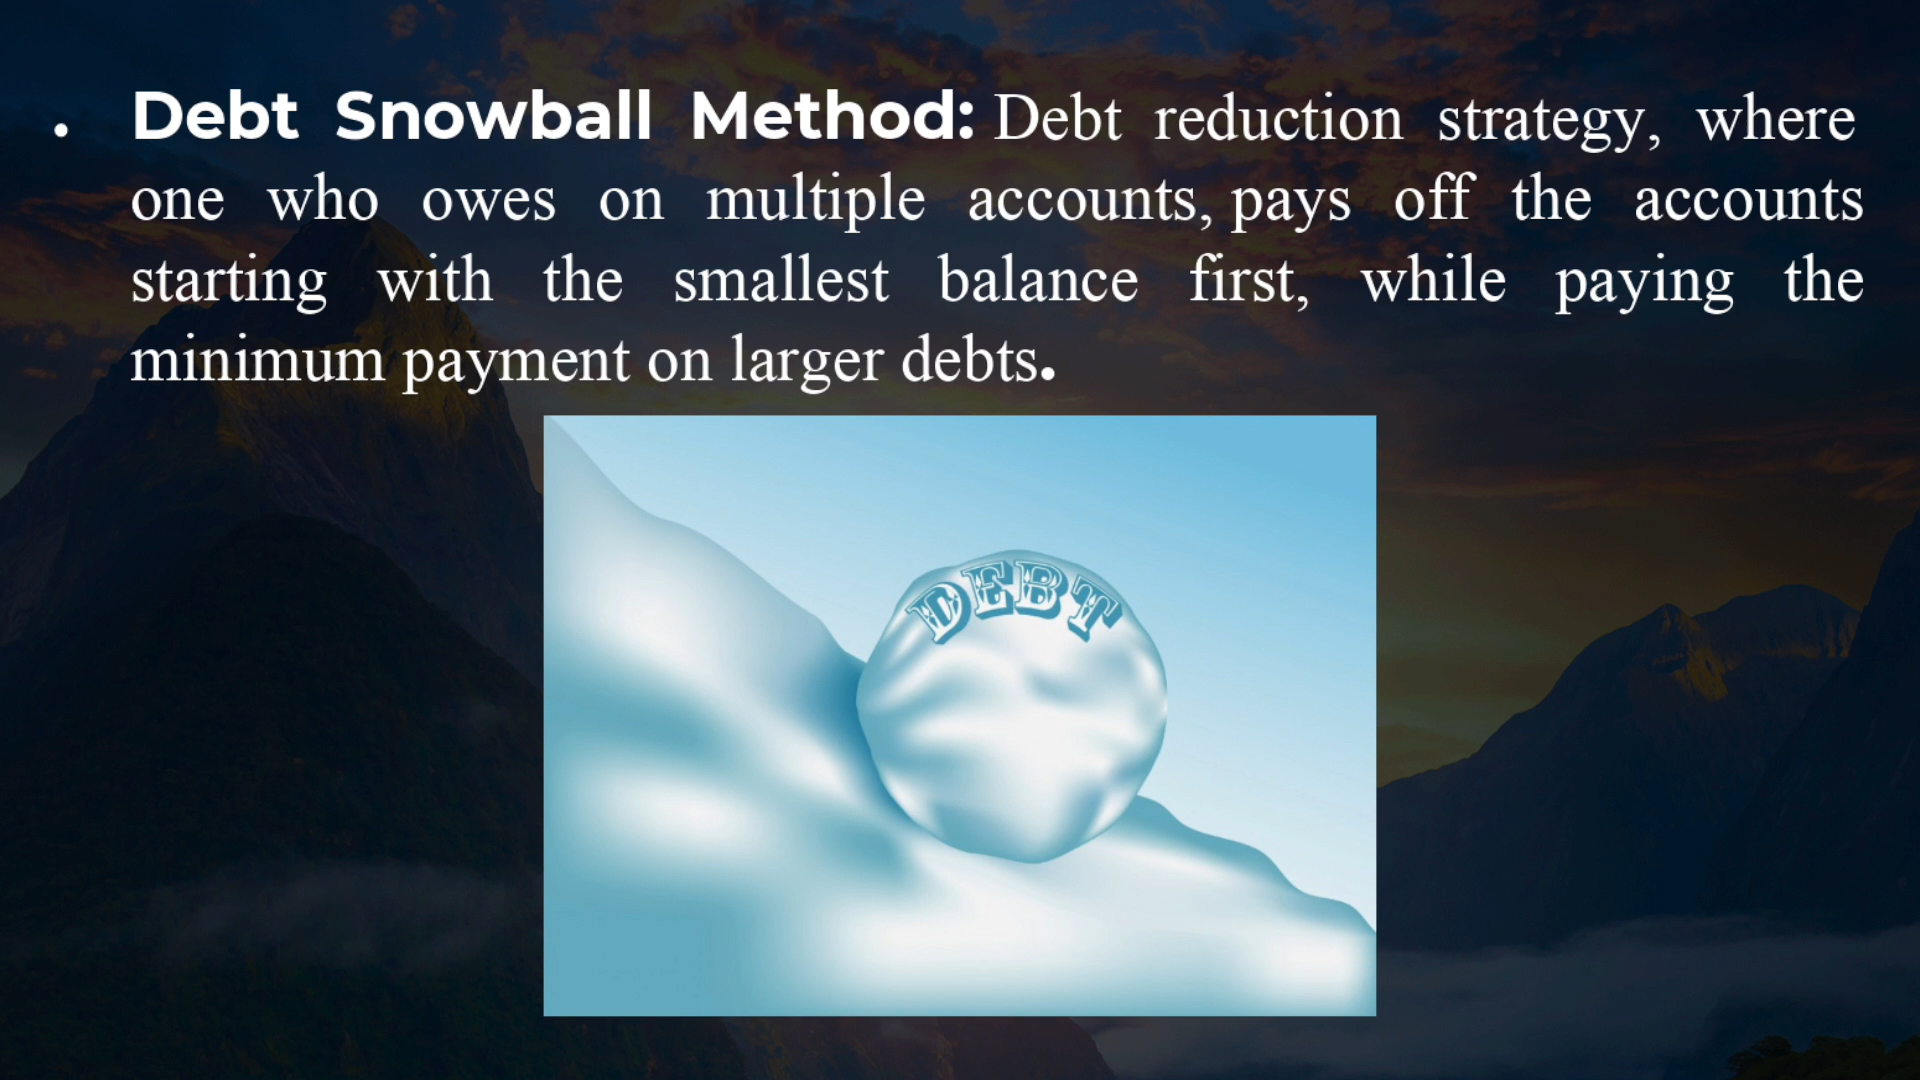 • Debt Snowball Method: Debt reduction strategy, where
one who owes on multiple accounts, pays off the accounts
starting with the smallest balance first, while paying the
minimum payment on larger debts.
DEBT